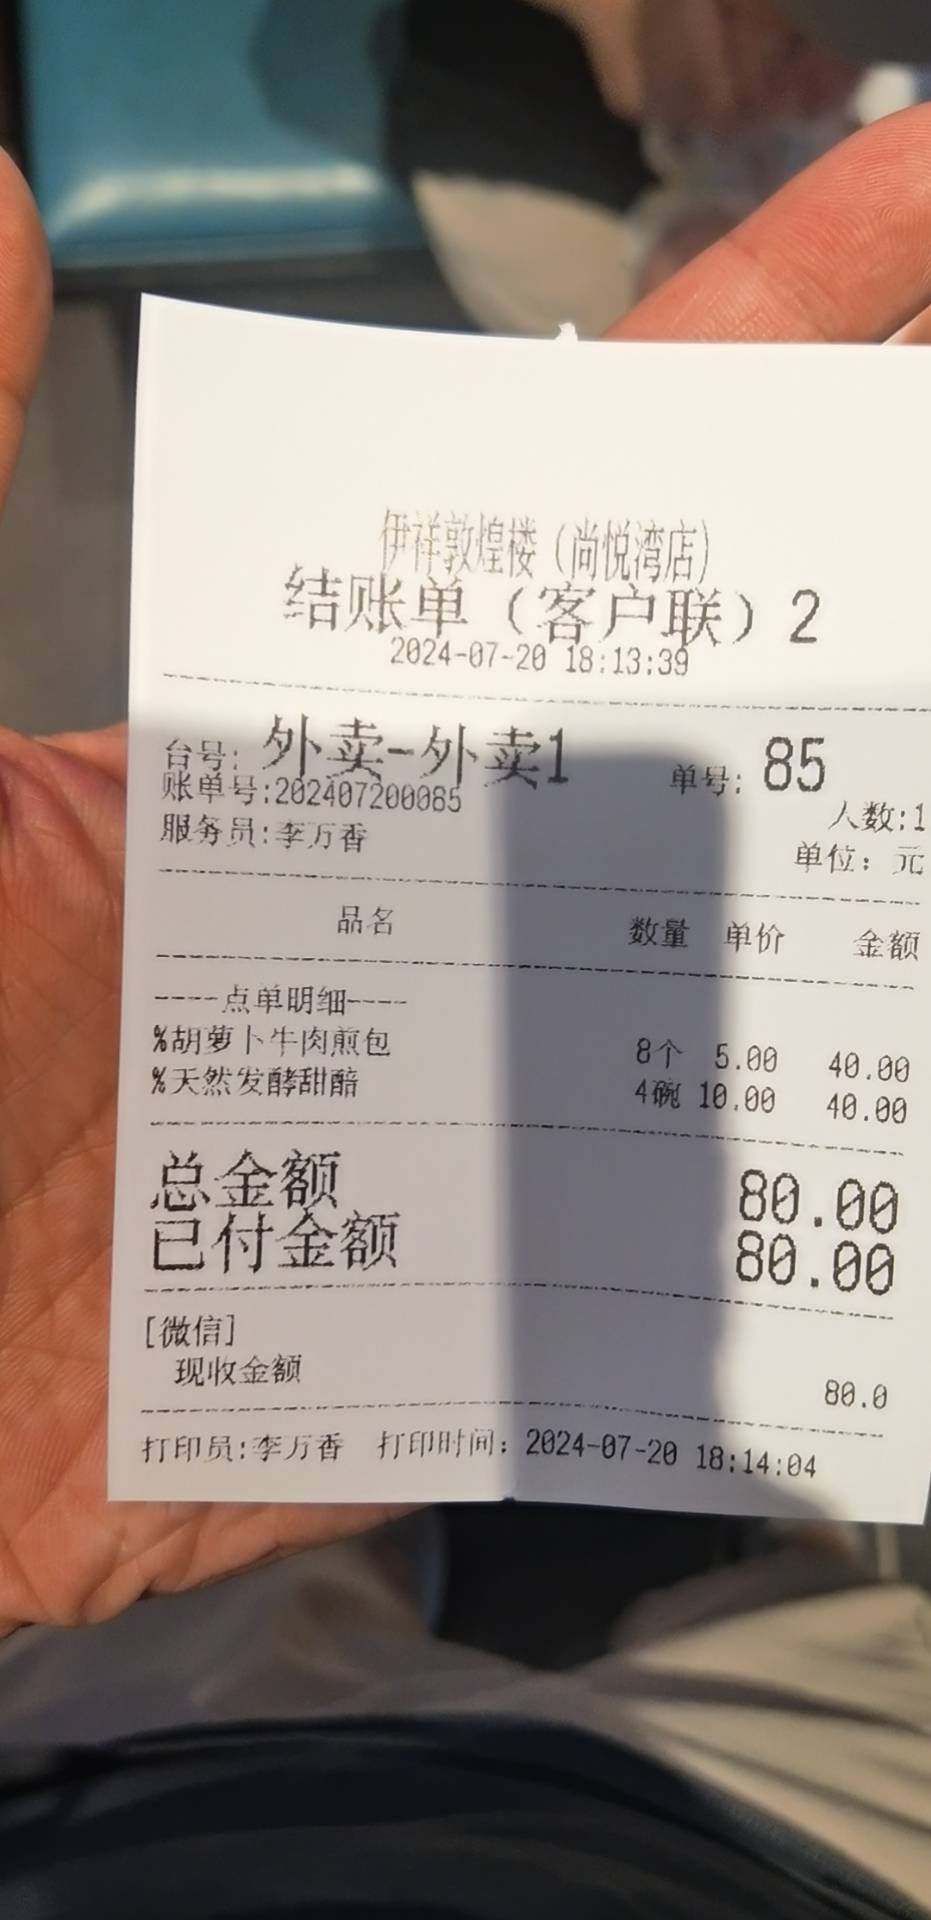 伊祥敦煌楼（尚悦湾店）
结账单（客户联）2
2024-07-20 18:13:39
台号: 外卖-外卖1 单号: 85
账单号:202407200085 人数:1
服务员:李万香 单位：元
品名 数量 单价 金额
----点单明细----
%胡萝卜牛肉煎包 8个 5.00 40.00
%天然发酵甜醅 4碗 10.00 40.00
总金额 80.00
已付金额 80.00
[微信]
现收金额 80.0
打印员:李万香 打印时间：2024-07-20 18:14:04